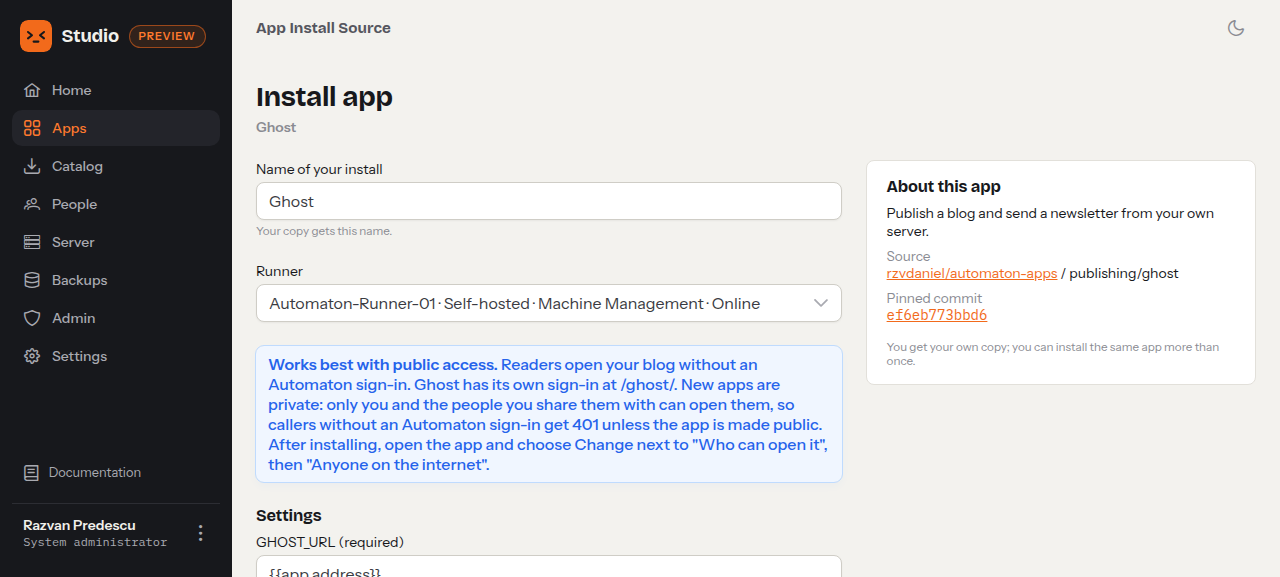 Studio PREVIEW
Home
Apps
Catalog
People
Server
Backups
Admin
Settings
Documentation
Razvan Predescu
System administrator
App Install Source
Install app
Ghost
Name of your install
Ghost
Your copy gets this name.
Runner
Automaton-Runner-01 · Self-hosted · Machine Management · Online
Works best with public access. Readers open your blog without an
Automaton sign-in. Ghost has its own sign-in at /ghost/. New apps are
private: only you and the people you share them with can open them, so
callers without an Automaton sign-in get 401 unless the app is made public.
After installing, open the app and choose Change next to "Who can open it",
then "Anyone on the internet".
Settings
GHOST_URL (required)
{{app.address}}
About this app
Publish a blog and send a newsletter from your own
server.
Source
rzvdaniel/automaton-apps / publishing/ghost
Pinned commit
ef6eb773bbd6
You get your own copy; you can install the same app more than
once.